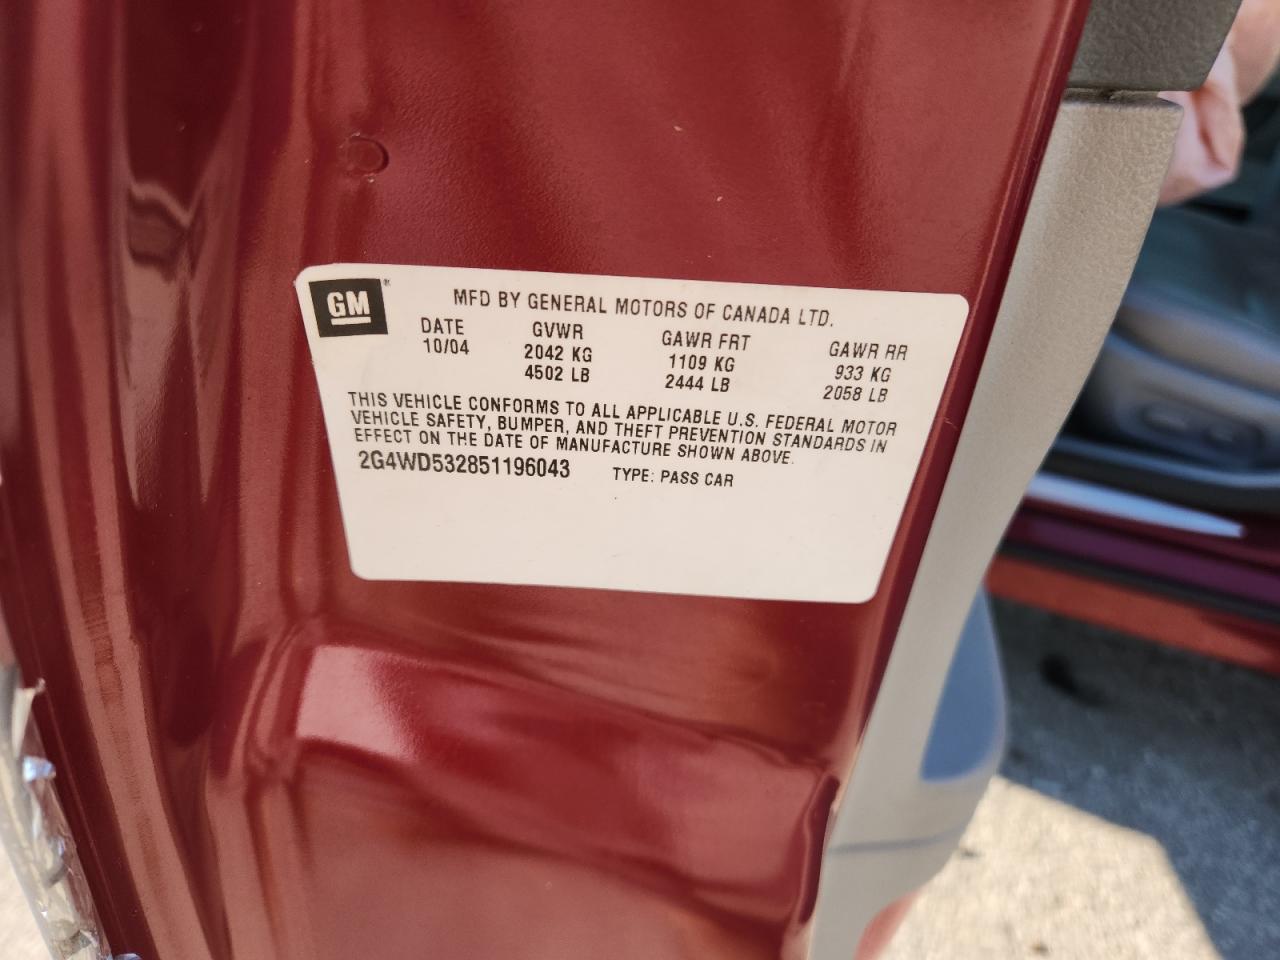 GM®
MFD BY GENERAL MOTORS OF CANADA LTD.
DATE GVWR GAWR FRT GAWR RR
10/04 2042 KG 1109 KG 933 KG
4502 LB 2444 LB 2058 LB
THIS VEHICLE CONFORMS TO ALL APPLICABLE U.S. FEDERAL MOTOR
VEHICLE SAFETY, BUMPER, AND THEFT PREVENTION STANDARDS IN
EFFECT ON THE DATE OF MANUFACTURE SHOWN ABOVE.
2G4WD532851196043 TYPE: PASS CAR